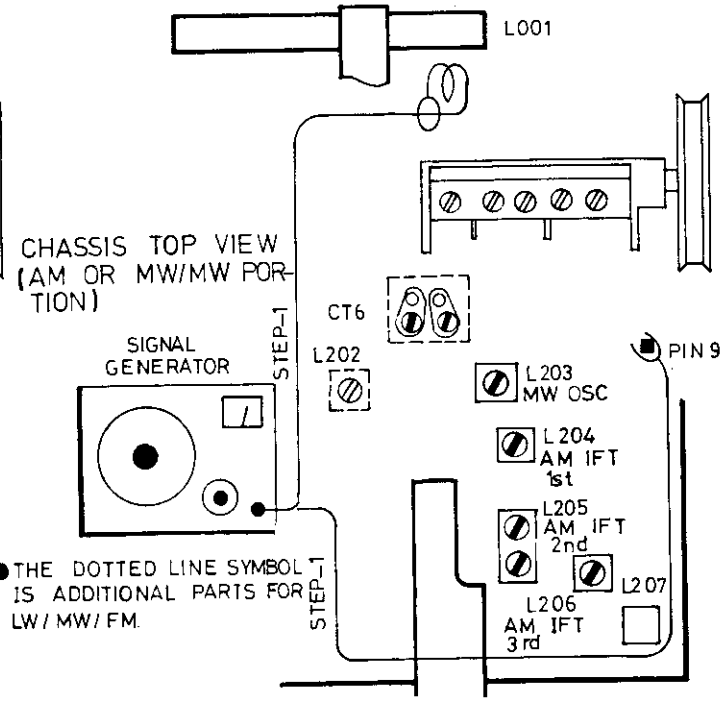 L001
CHASSIS TOP VIEW
(AM OR MW/MW POR-
TION)
STEP-1
CT6
SIGNAL
GENERATOR
L202
PIN 9
L203
MW OSC
L204
AM IFT
1st
L205
AM IFT
2nd
L207
L206
AM IFT
3rd
● THE DOTTED LINE SYMBOL
IS ADDITIONAL PARTS FOR
LW/MW/FM.
STEP-1